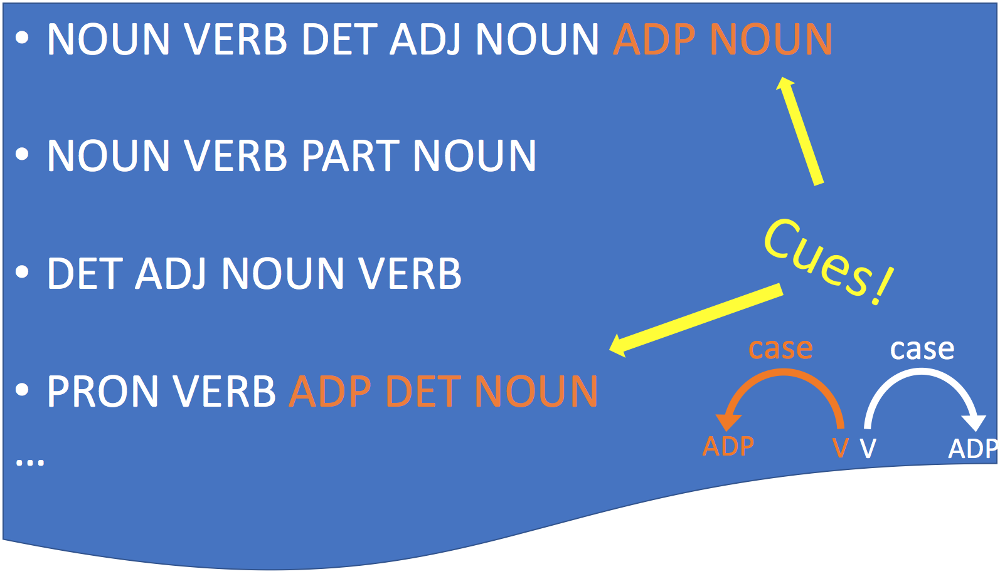 • NOUN VERB DET ADJ NOUN ADP NOUN
• NOUN VERB PART NOUN
Cues!
• DET ADJ NOUN VERB
• PRON VERB ADP DET NOUN
...
case case
ADP V V ADP